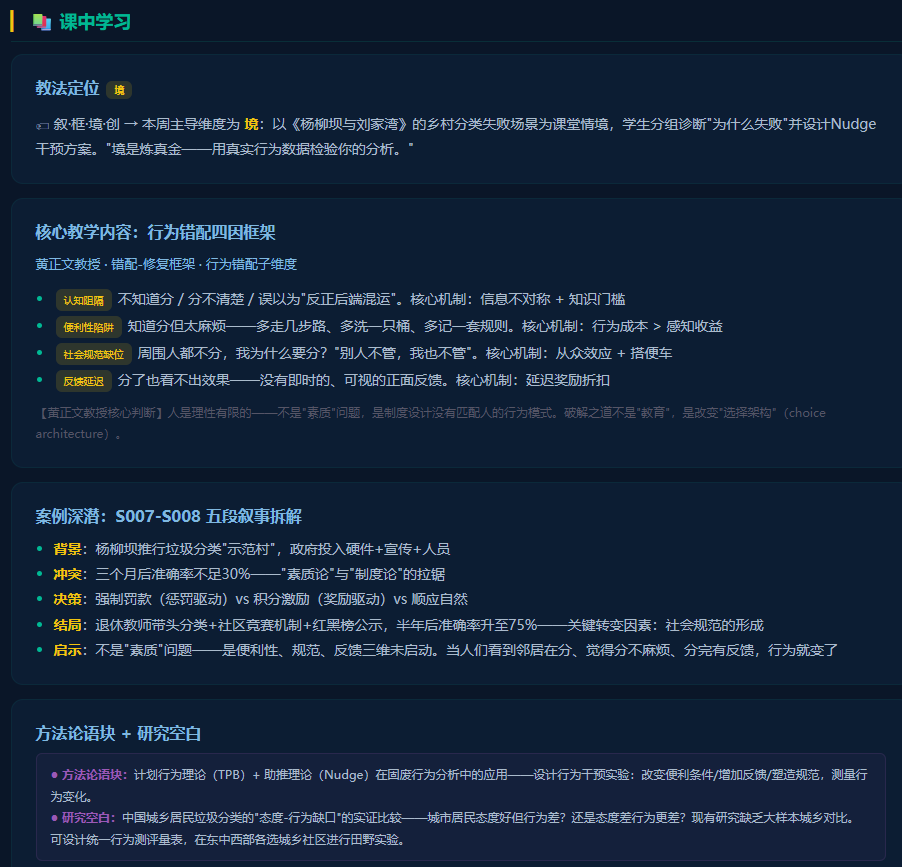 课中学习
教法定位 境
叙·框·境·创 → 本周主导维度为 境：以《杨柳坝与刘家湾》的乡村分类失败场景为课堂情境，学生分组诊断"为什么失败"并设计Nudge
干预方案。"境是炼真金——用真实行为数据检验你的分析。"
核心教学内容：行为错配四因框架
黄正文教授 · 错配-修复框架 · 行为错配子维度
认知阻隔 不知道分 / 分不清楚 / 误以为"反正后端混运"。核心机制：信息不对称 + 知识门槛
便利性陷阱 知道分但太麻烦——多走几步路、多洗一只桶、多记一套规则。核心机制：行为成本 > 感知收益
社会规范缺位 周围人都不分，我为什么要分？"别人不管，我也不管"。核心机制：从众效应 + 搭便车
反馈延迟 分了也看不出效果——没有即时的、可视的正面反馈。核心机制：延迟奖励折扣
【黄正文教授核心判断】人是理性有限的——不是"素质"问题，是制度设计没有匹配人的行为模式。破解之道不是"教育"，是改变"选择架构"（choice
architecture）。
案例深潜：S007-S008 五段叙事拆解
背景：杨柳坝推行垃圾分类"示范村"，政府投入硬件+宣传+人员
冲突：三个月后准确率不足30%——"素质论"与"制度论"的拉锯
决策：强制罚款（惩罚驱动）vs 积分激励（奖励驱动）vs 顺应自然
结局：退休教师带头分类+社区竞赛机制+红黑榜公示，半年后准确率升至75%——关键转变因素：社会规范的形成
启示：不是"素质"问题——是便利性、规范、反馈三维未启动。当人们看到邻居在分、觉得分不麻烦、分完有反馈，行为就变了
方法论语块 + 研究空白
● 方法论语块：计划行为理论（TPB）+ 助推理论（Nudge）在固废行为分析中的应用——设计行为干预实验：改变便利条件/增加反馈/塑造规范，测量行
为变化。
● 研究空白：中国城乡居民垃圾分类的"态度-行为缺口"的实证比较——城市居民态度好但行为差？还是态度差行为更差？现有研究缺乏大样本城乡对比。
可设计统一行为测评量表，在东中西部各选城乡社区进行田野实验。